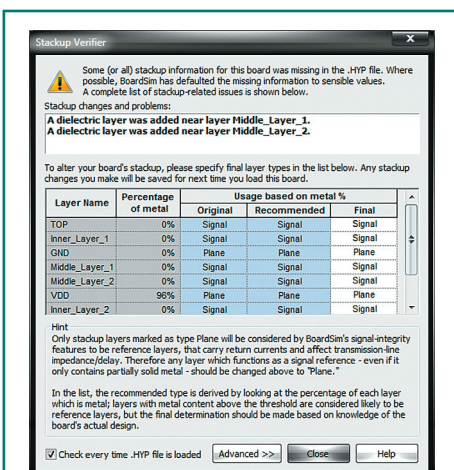 Stackup Verifier
x
Some (or all) stackup information for this board was missing in the .HYP file. Where
possible, BoardSim has defaulted the missing information to sensible values.
A complete list of stackup-related issues is shown below.
Stackup changes and problems:
A dielectric layer was added near layer Middle_Layer_1.
A dielectric layer was added near layer Middle_Layer_2.
To alter your board's stackup, please specify final layer types in the list below. Any stackup
changes you make will be saved for next time you load this board.
Layer Name Percentage of metal Usage based on metal %
Original Recommended Final
TOP 0% Signal Signal Signal
Inner_Layer_1 0% Signal Signal Signal
GND 0% Plane Plane Plane
Middle_Layer_1 0% Signal Signal Signal
Middle_Layer_2 0% Signal Signal Signal
VDD 96% Plane Plane Plane
Inner_Layer_2 0% Signal Signal Signal
Hint
Only stackup layers marked as type Plane will be considered by BoardSim's signal-integrity
features to be reference layers, that carry return currents and affect transmission-line
impedance/delay. Therefore any layer which functions as a signal reference - even if it
only contains partially solid metal - should be changed above to "Plane."
In the list, the recommended type is derived by looking at the percentage of each layer
which is metal; layers with metal content above the threshold are considered likely to be
reference layers, but the final determination should be made based on knowledge of the
board's actual design.
Check every time .HYP file is loaded Advanced >> Close Help